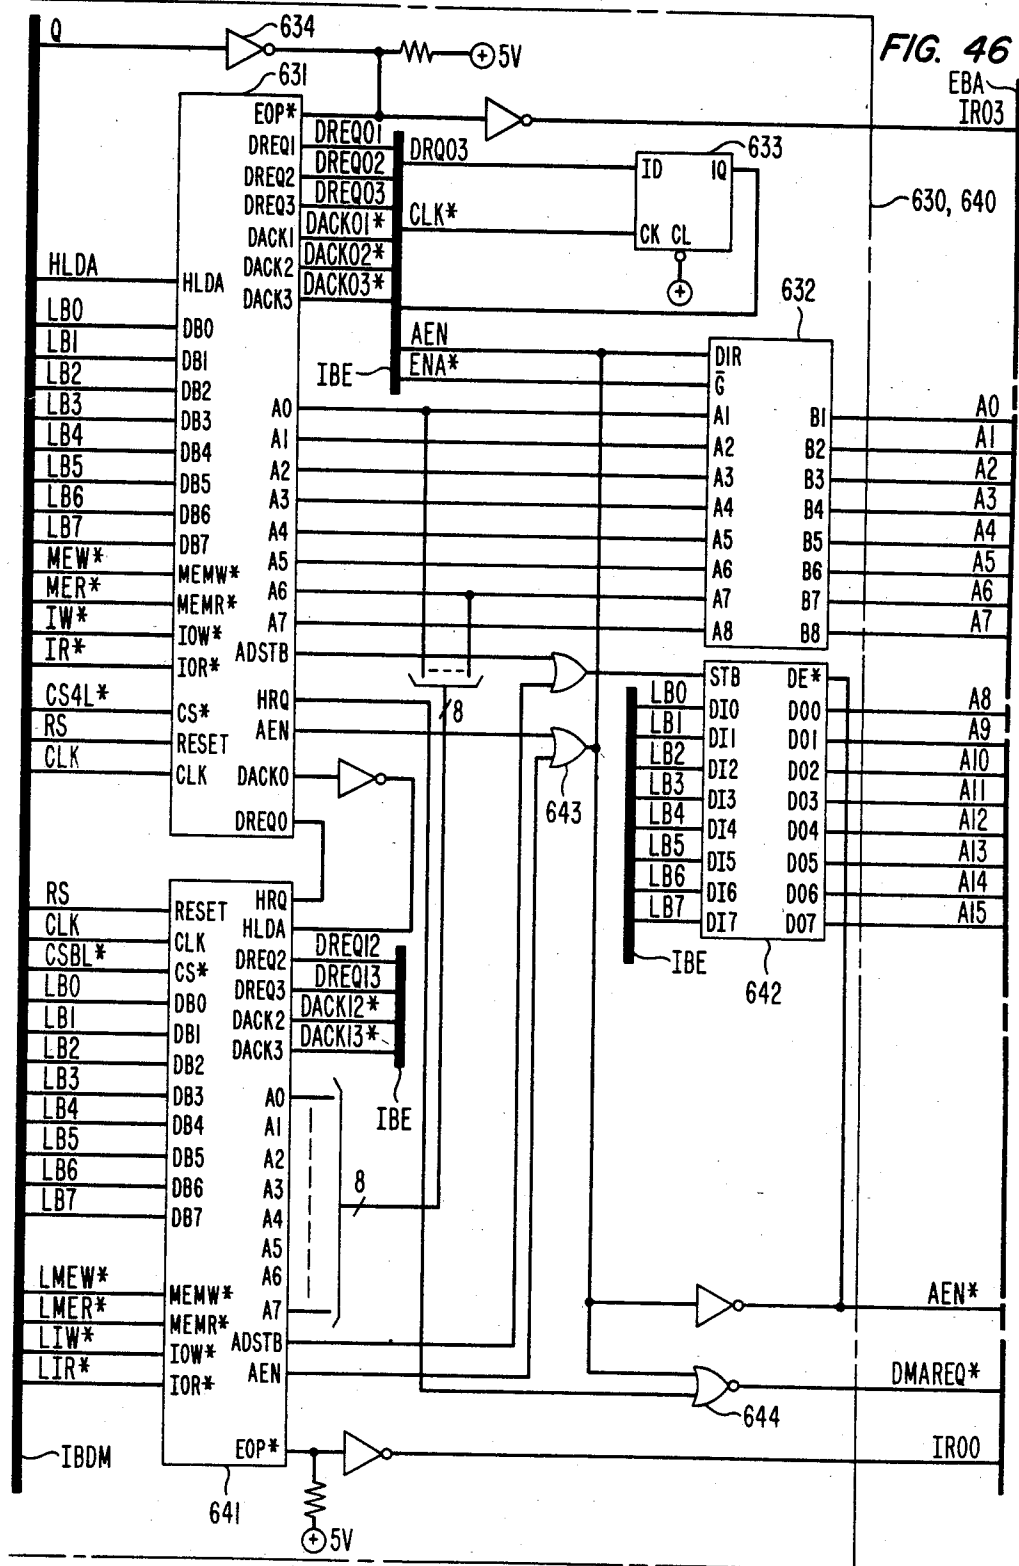 FIG. 46
Q
634
5V
EBA
IR03
631
EOP*
DREQ1
DREQ2
DREQ3
DACK1
DACK2
DACK3
DREQ01
DREQ02
DREQ03
DACK01*
DACK02*
DACK03*
DRQ03
CLK*
633
ID
IQ
CK CL
630, 640
HLDA
HLDA
LB0
LB1
LB2
LB3
LB4
LB5
LB6
LB7
MEW*
MER*
IW*
IR*
CS4L*
RS
CLK
DB0
DB1
DB2
DB3
DB4
DB5
DB6
DB7
MEMW*
MEMR*
IOW*
IOR*
CS*
RESET
CLK
A0
A1
A2
A3
A4
A5
A6
A7
ADSTB
HRQ
AEN
DACK0
DREQ0
IBE
AEN
ENA*
632
DIR
G̅
A1
A2
A3
A4
A5
A6
A7
A8
B1
B2
B3
B4
B5
B6
B7
B8
A0
A1
A2
A3
A4
A5
A6
A7
8
643
LB0
LB1
LB2
LB3
LB4
LB5
LB6
LB7
IBE
STB
DI0
DI1
DI2
DI3
DI4
DI5
DI6
DI7
DE*
D00
D01
D02
D03
D04
D05
D06
D07
642
A8
A9
A10
A11
A12
A13
A14
A15
RS
CLK
CSBL*
LB0
LB1
LB2
LB3
LB4
LB5
LB6
LB7
LMEW*
LMER*
LIW*
LIR*
RESET
CLK
CS*
DB0
DB1
DB2
DB3
DB4
DB5
DB6
DB7
MEMW*
MEMR*
IOW*
IOR*
HRQ
HLDA
DREQ2
DREQ3
DACK2
DACK3
DREQ12
DREQ13
DACK12*
DACK13*
IBE
A0
A1
A2
A3
A4
A5
A6
A7
8
ADSTB
AEN
EOP*
AEN*
DMAREQ*
644
IR00
IBDM
641
5V